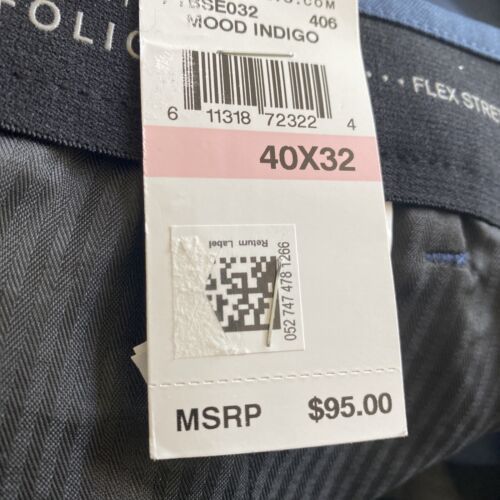 BSE032 406
MOOD INDIGO
6 11318 72322 4
40X32
Return Label
052 747 478 1266
MSRP $95.00
... FLEX STRE
FOLIO